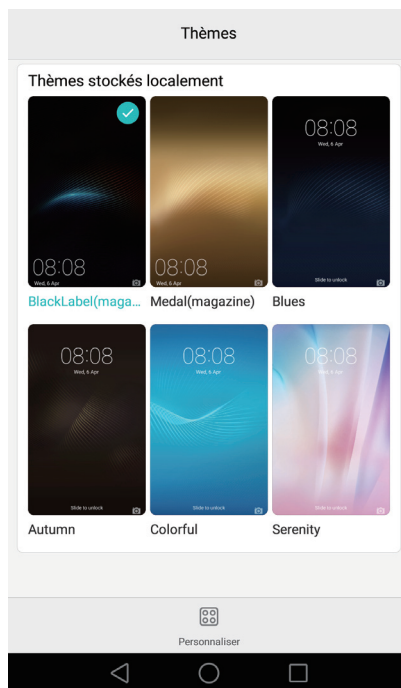 Thèmes
Thèmes stockés localement
08:08
Wed, 6 Apr
BlackLabel(maga...
08:08
Wed, 6 Apr
Medal(magazine)
08:08
Wed, 6 Apr
Slide to unlock
Blues
08:08
Wed, 6 Apr
Slide to unlock
Autumn
08:08
Wed, 6 Apr
Slide to unlock
Colorful
08:08
Wed, 6 Apr
Slide to unlock
Serenity
Personnaliser